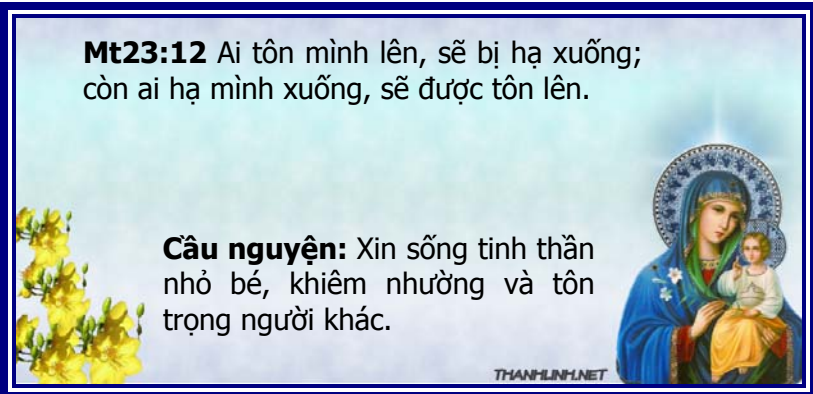 Mt23:12 Ai tôn mình lên, sẽ bị hạ xuống;
còn ai hạ mình xuống, sẽ được tôn lên.
Cầu nguyện: Xin sống tinh thần
nhỏ bé, khiêm nhường và tôn
trọng người khác.
THANHLINH.NET